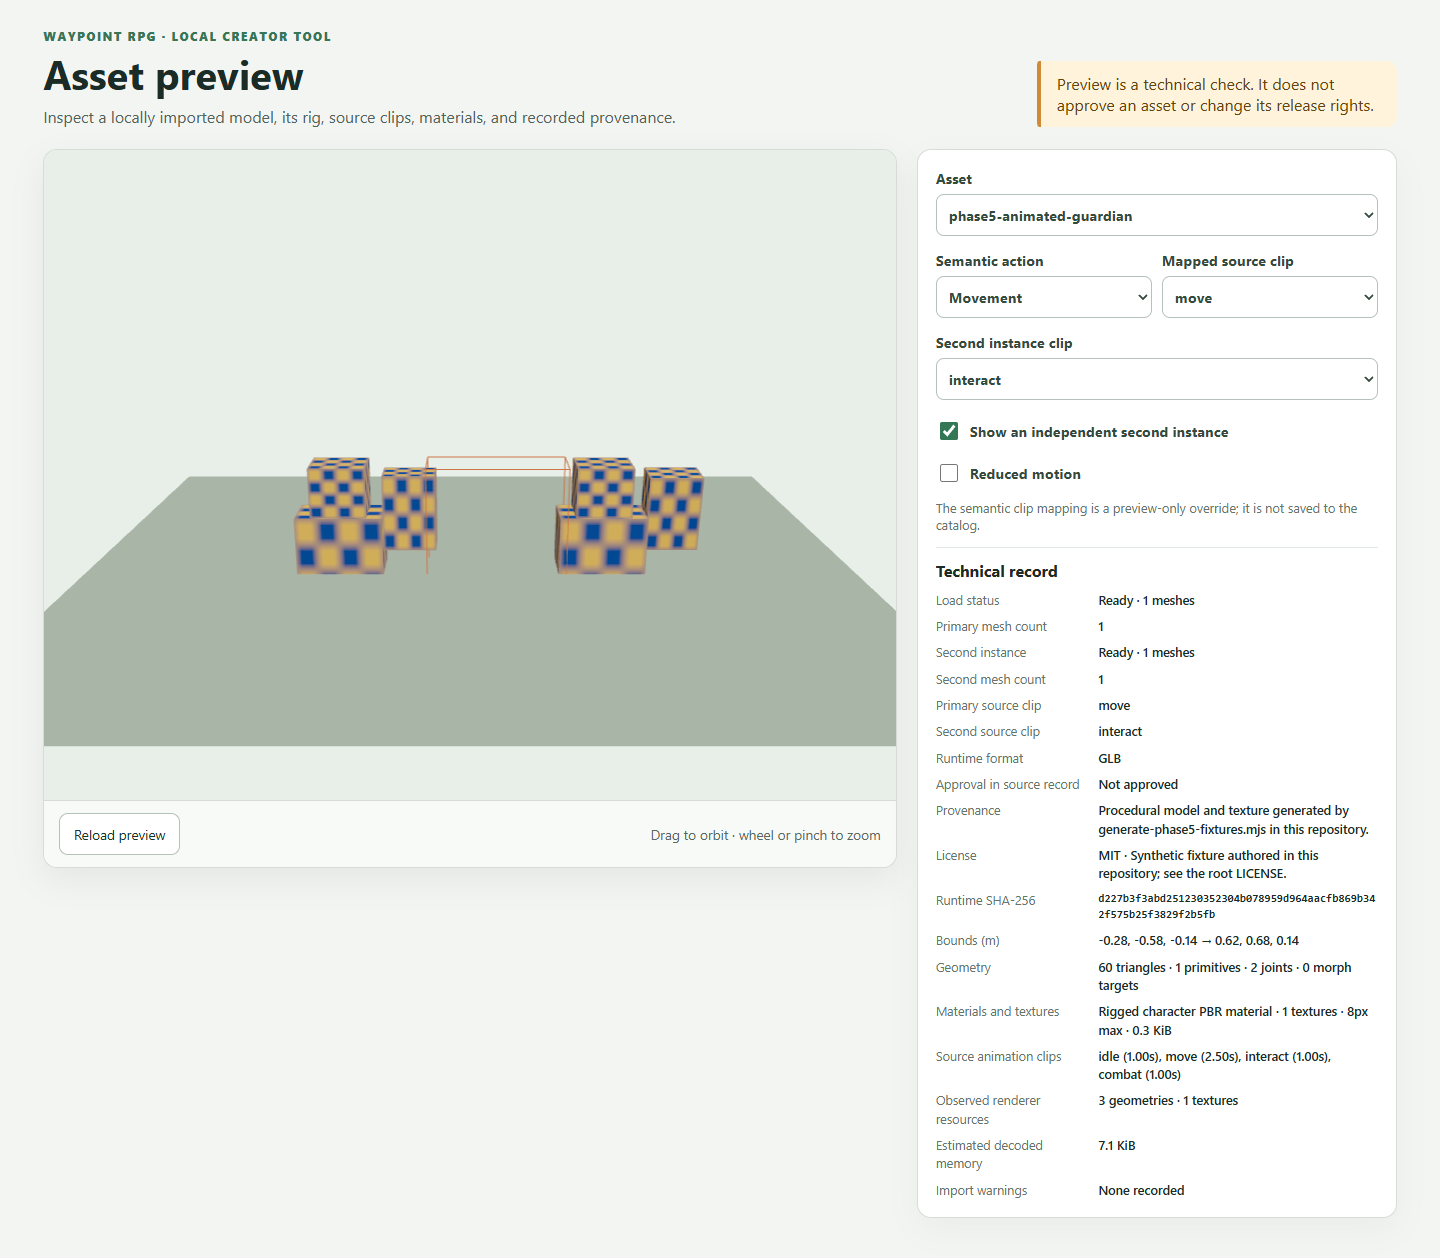 WAYPOINT RPG · LOCAL CREATOR TOOL
Asset preview
Inspect a locally imported model, its rig, source clips, materials, and recorded provenance.
Preview is a technical check. It does not
approve an asset or change its release rights.
Reload preview
Drag to orbit · wheel or pinch to zoom
Asset
phase5-animated-guardian
Semantic action
Mapped source clip
Movement
move
Second instance clip
interact
Show an independent second instance
Reduced motion
The semantic clip mapping is a preview-only override; it is not saved to the
catalog.
Technical record
Load status
Ready · 1 meshes
Primary mesh count
1
Second instance
Ready · 1 meshes
Second mesh count
1
Primary source clip
move
Second source clip
interact
Runtime format
GLB
Approval in source record
Not approved
Provenance
Procedural model and texture generated by
generate-phase5-fixtures.mjs in this repository.
License
MIT · Synthetic fixture authored in this
repository; see the root LICENSE.
Runtime SHA-256
d227b3f3abd251230352304b078959d964aacfb869b34
2f575b25f3829f2b5fb
Bounds (m)
-0.28, -0.58, -0.14 → 0.62, 0.68, 0.14
Geometry
60 triangles · 1 primitives · 2 joints · 0 morph
targets
Materials and textures
Rigged character PBR material · 1 textures · 8px
max · 0.3 KiB
Source animation clips
idle (1.00s), move (2.50s), interact (1.00s),
combat (1.00s)
Observed renderer
resources
3 geometries · 1 textures
Estimated decoded
memory
7.1 KiB
Import warnings
None recorded